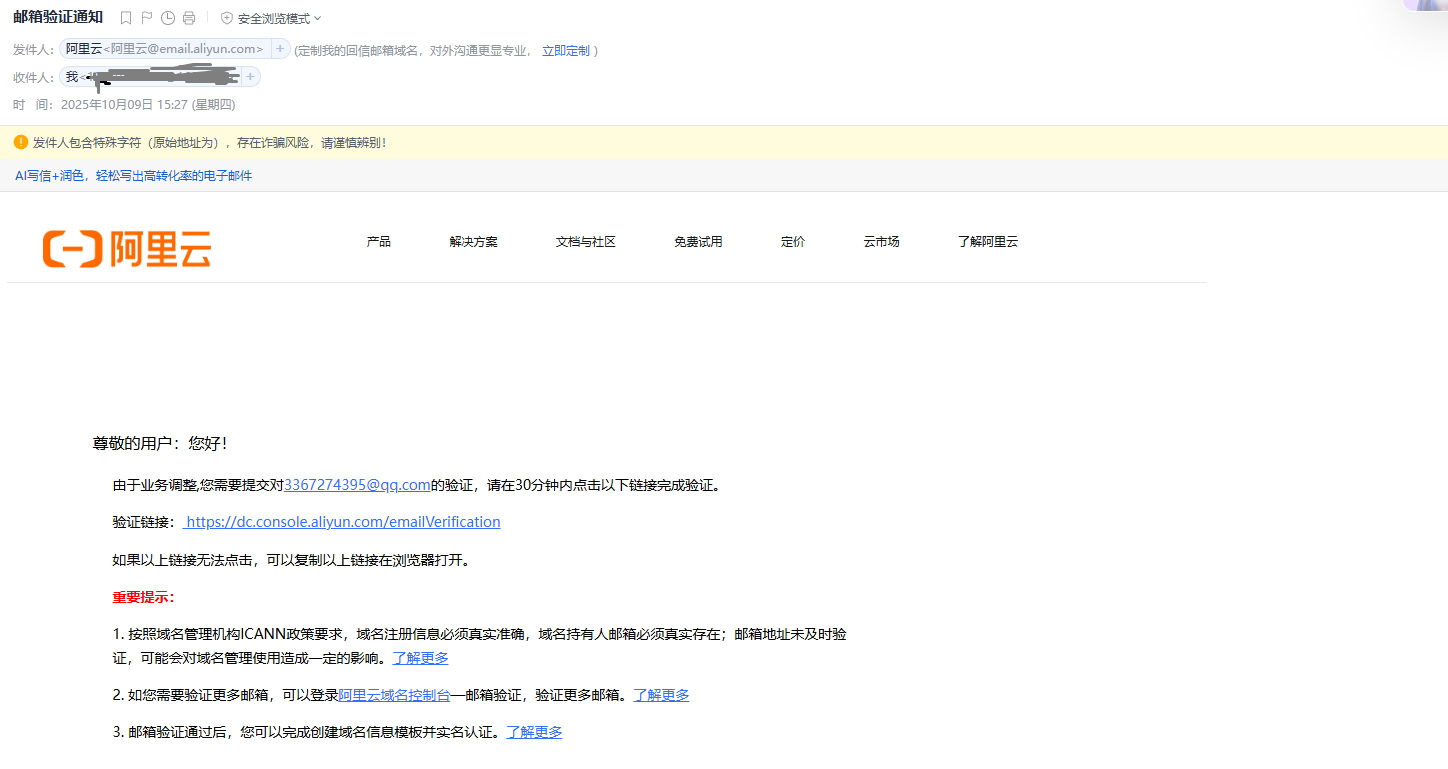 邮箱验证通知 安全浏览模式
发件人： 阿里云<阿里云@email.aliyun.com> + (定制我的回信邮箱域名，对外沟通更显专业， 立即定制 )
收件人： 我< +
时 间： 2025年10月09日 15:27 (星期四)
发件人包含特殊字符（原始地址为），存在诈骗风险，请谨慎辨别！
AI写信+润色，轻松写出高转化率的电子邮件
阿里云 产品 解决方案 文档与社区 免费试用 定价 云市场 了解阿里云
尊敬的用户：您好！
由于业务调整,您需要提交对3367274395@qq.com的验证，请在30分钟内点击以下链接完成验证。
验证链接： https://dc.console.aliyun.com/emailVerification
如果以上链接无法点击，可以复制以上链接在浏览器打开。
重要提示：
1. 按照域名管理机构ICANN政策要求，域名注册信息必须真实准确，域名持有人邮箱必须真实存在；邮箱地址未及时验
证，可能会对域名管理使用造成一定的影响。了解更多
2. 如您需要验证更多邮箱，可以登录阿里云域名控制台—邮箱验证，验证更多邮箱。了解更多
3. 邮箱验证通过后，您可以完成创建域名信息模板并实名认证。了解更多